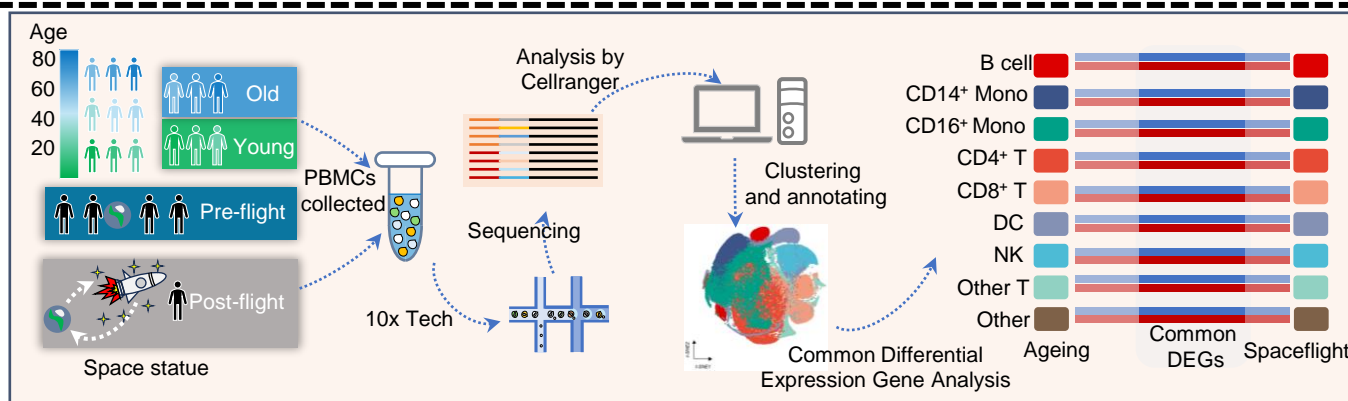 Age
80
60
40
20
Old
Young
Pre-flight
Post-flight
Space statue
PBMCs
collected
10x Tech
Sequencing
Analysis by
Cellranger
Clustering
and annotating
Common Differential
Expression Gene Analysis
B cell
CD14⁺ Mono
CD16⁺ Mono
CD4⁺ T
CD8⁺ T
DC
NK
Other T
Other
Ageing
Common
DEGs
Spaceflight